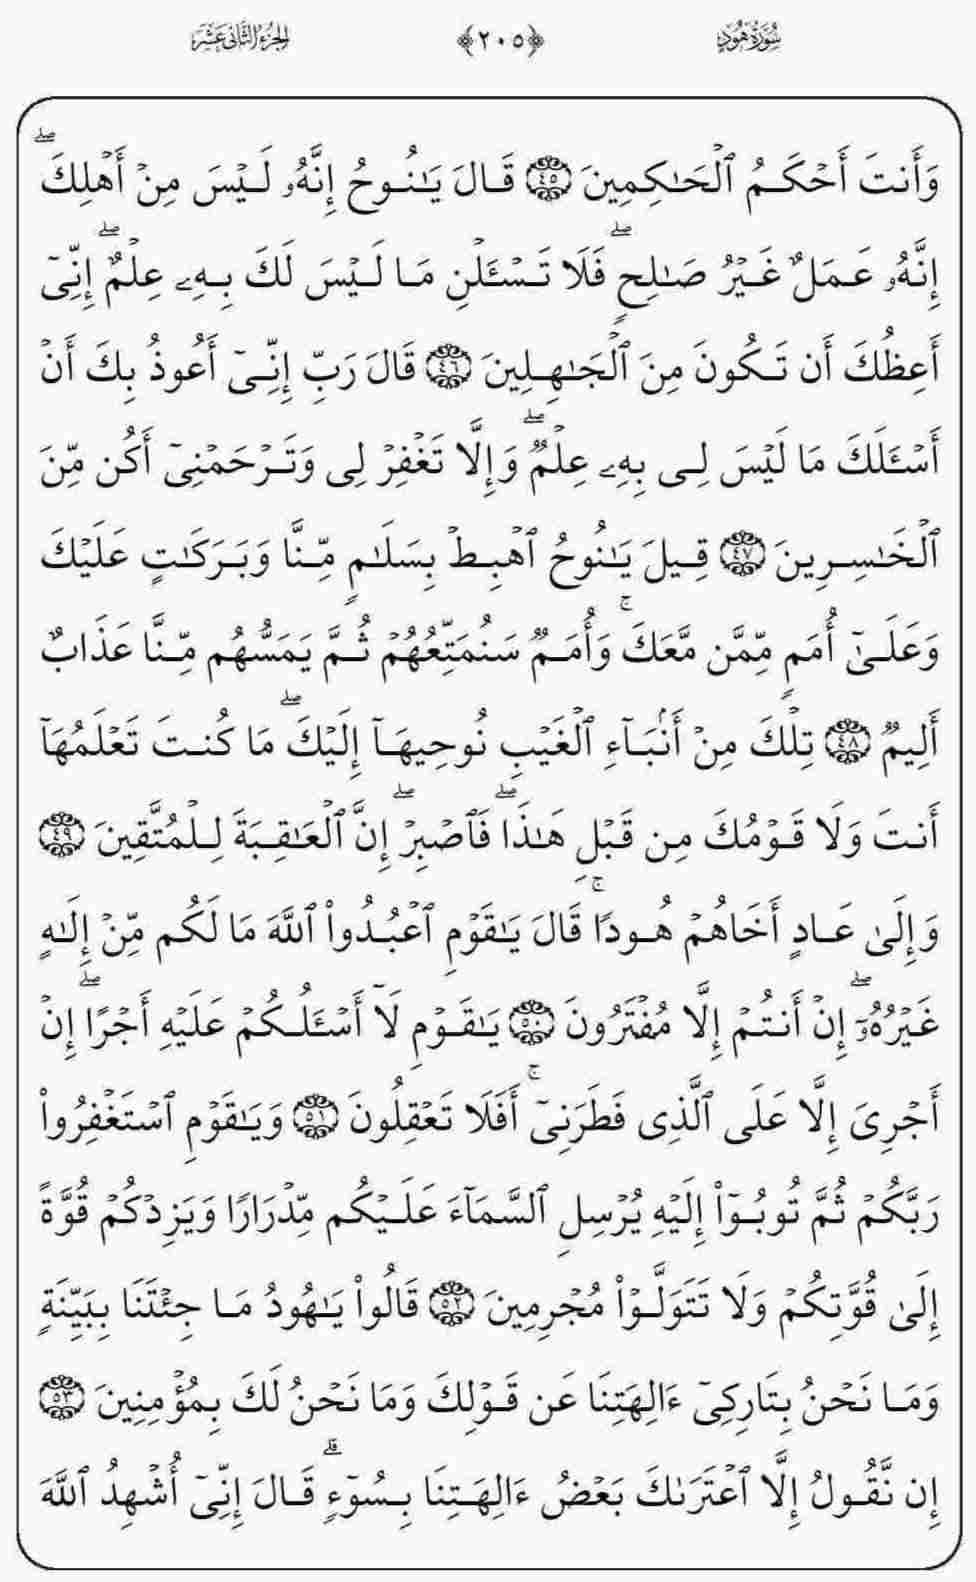 سُورَةُ هُودٍ ﴿٢٠٥﴾ الجُزْءُ الثَّانِيَ عَشَرَ
وَأَنتَ أَحۡكَمُ ٱلۡحَٰكِمِينَ ٤٥ قَالَ يَٰنُوحُ إِنَّهُۥ لَيۡسَ مِنۡ أَهۡلِكَۖ
إِنَّهُۥ عَمَلٌ غَيۡرُ صَٰلِحٖۖ فَلَا تَسۡـَٔلۡنِ مَا لَيۡسَ لَكَ بِهِۦ عِلۡمٌۖ إِنِّيٓ
أَعِظُكَ أَن تَكُونَ مِنَ ٱلۡجَٰهِلِينَ ٤٦ قَالَ رَبِّ إِنِّيٓ أَعُوذُ بِكَ أَنۡ
أَسۡـَٔلَكَ مَا لَيۡسَ لِي بِهِۦ عِلۡمٞۖ وَإِلَّا تَغۡفِرۡ لِي وَتَرۡحَمۡنِيٓ أَكُن مِّنَ
ٱلۡخَٰسِرِينَ ٤٧ قِيلَ يَٰنُوحُ ٱهۡبِطۡ بِسَلَٰمٖ مِّنَّا وَبَرَكَٰتٍ عَلَيۡكَ
وَعَلَىٰٓ أُمَمٖ مِّمَّن مَّعَكَۚ وَأُمَمٞ سَنُمَتِّعُهُمۡ ثُمَّ يَمَسُّهُم مِّنَّا عَذَابٌ
أَلِيمٞ ٤٨ تِلۡكَ مِنۡ أَنۢبَآءِ ٱلۡغَيۡبِ نُوحِيهَآ إِلَيۡكَۖ مَا كُنتَ تَعۡلَمُهَآ
أَنتَ وَلَا قَوۡمُكَ مِن قَبۡلِ هَٰذَاۖ فَٱصۡبِرۡۖ إِنَّ ٱلۡعَٰقِبَةَ لِلۡمُتَّقِينَ ٤٩
وَإِلَىٰ عَادٍ أَخَاهُمۡ هُودٗاۚ قَالَ يَٰقَوۡمِ ٱعۡبُدُواْ ٱللَّهَ مَا لَكُم مِّنۡ إِلَٰهٍ
غَيۡرُهُۥٓۖ إِنۡ أَنتُمۡ إِلَّا مُفۡتَرُونَ ٥٠ يَٰقَوۡمِ لَآ أَسۡـَٔلُكُمۡ عَلَيۡهِ أَجۡرًاۖ إِنۡ
أَجۡرِيَ إِلَّا عَلَى ٱلَّذِي فَطَرَنِيٓۚ أَفَلَا تَعۡقِلُونَ ٥١ وَيَٰقَوۡمِ ٱسۡتَغۡفِرُواْ
رَبَّكُمۡ ثُمَّ تُوبُوٓاْ إِلَيۡهِ يُرۡسِلِ ٱلسَّمَآءَ عَلَيۡكُم مِّدۡرَارٗا وَيَزِدۡكُمۡ قُوَّةً
إِلَىٰ قُوَّتِكُمۡ وَلَا تَتَوَلَّوۡاْ مُجۡرِمِينَ ٥٢ قَالُواْ يَٰهُودُ مَا جِئۡتَنَا بِبَيِّنَةٖ
وَمَا نَحۡنُ بِتَارِكِيٓ ءَالِهَتِنَا عَن قَوۡلِكَ وَمَا نَحۡنُ لَكَ بِمُؤۡمِنِينَ ٥٣
إِن نَّقُولُ إِلَّا ٱعۡتَرَىٰكَ بَعۡضُ ءَالِهَتِنَا بِسُوٓءٖۗ قَالَ إِنِّيٓ أُشۡهِدُ ٱللَّهَ